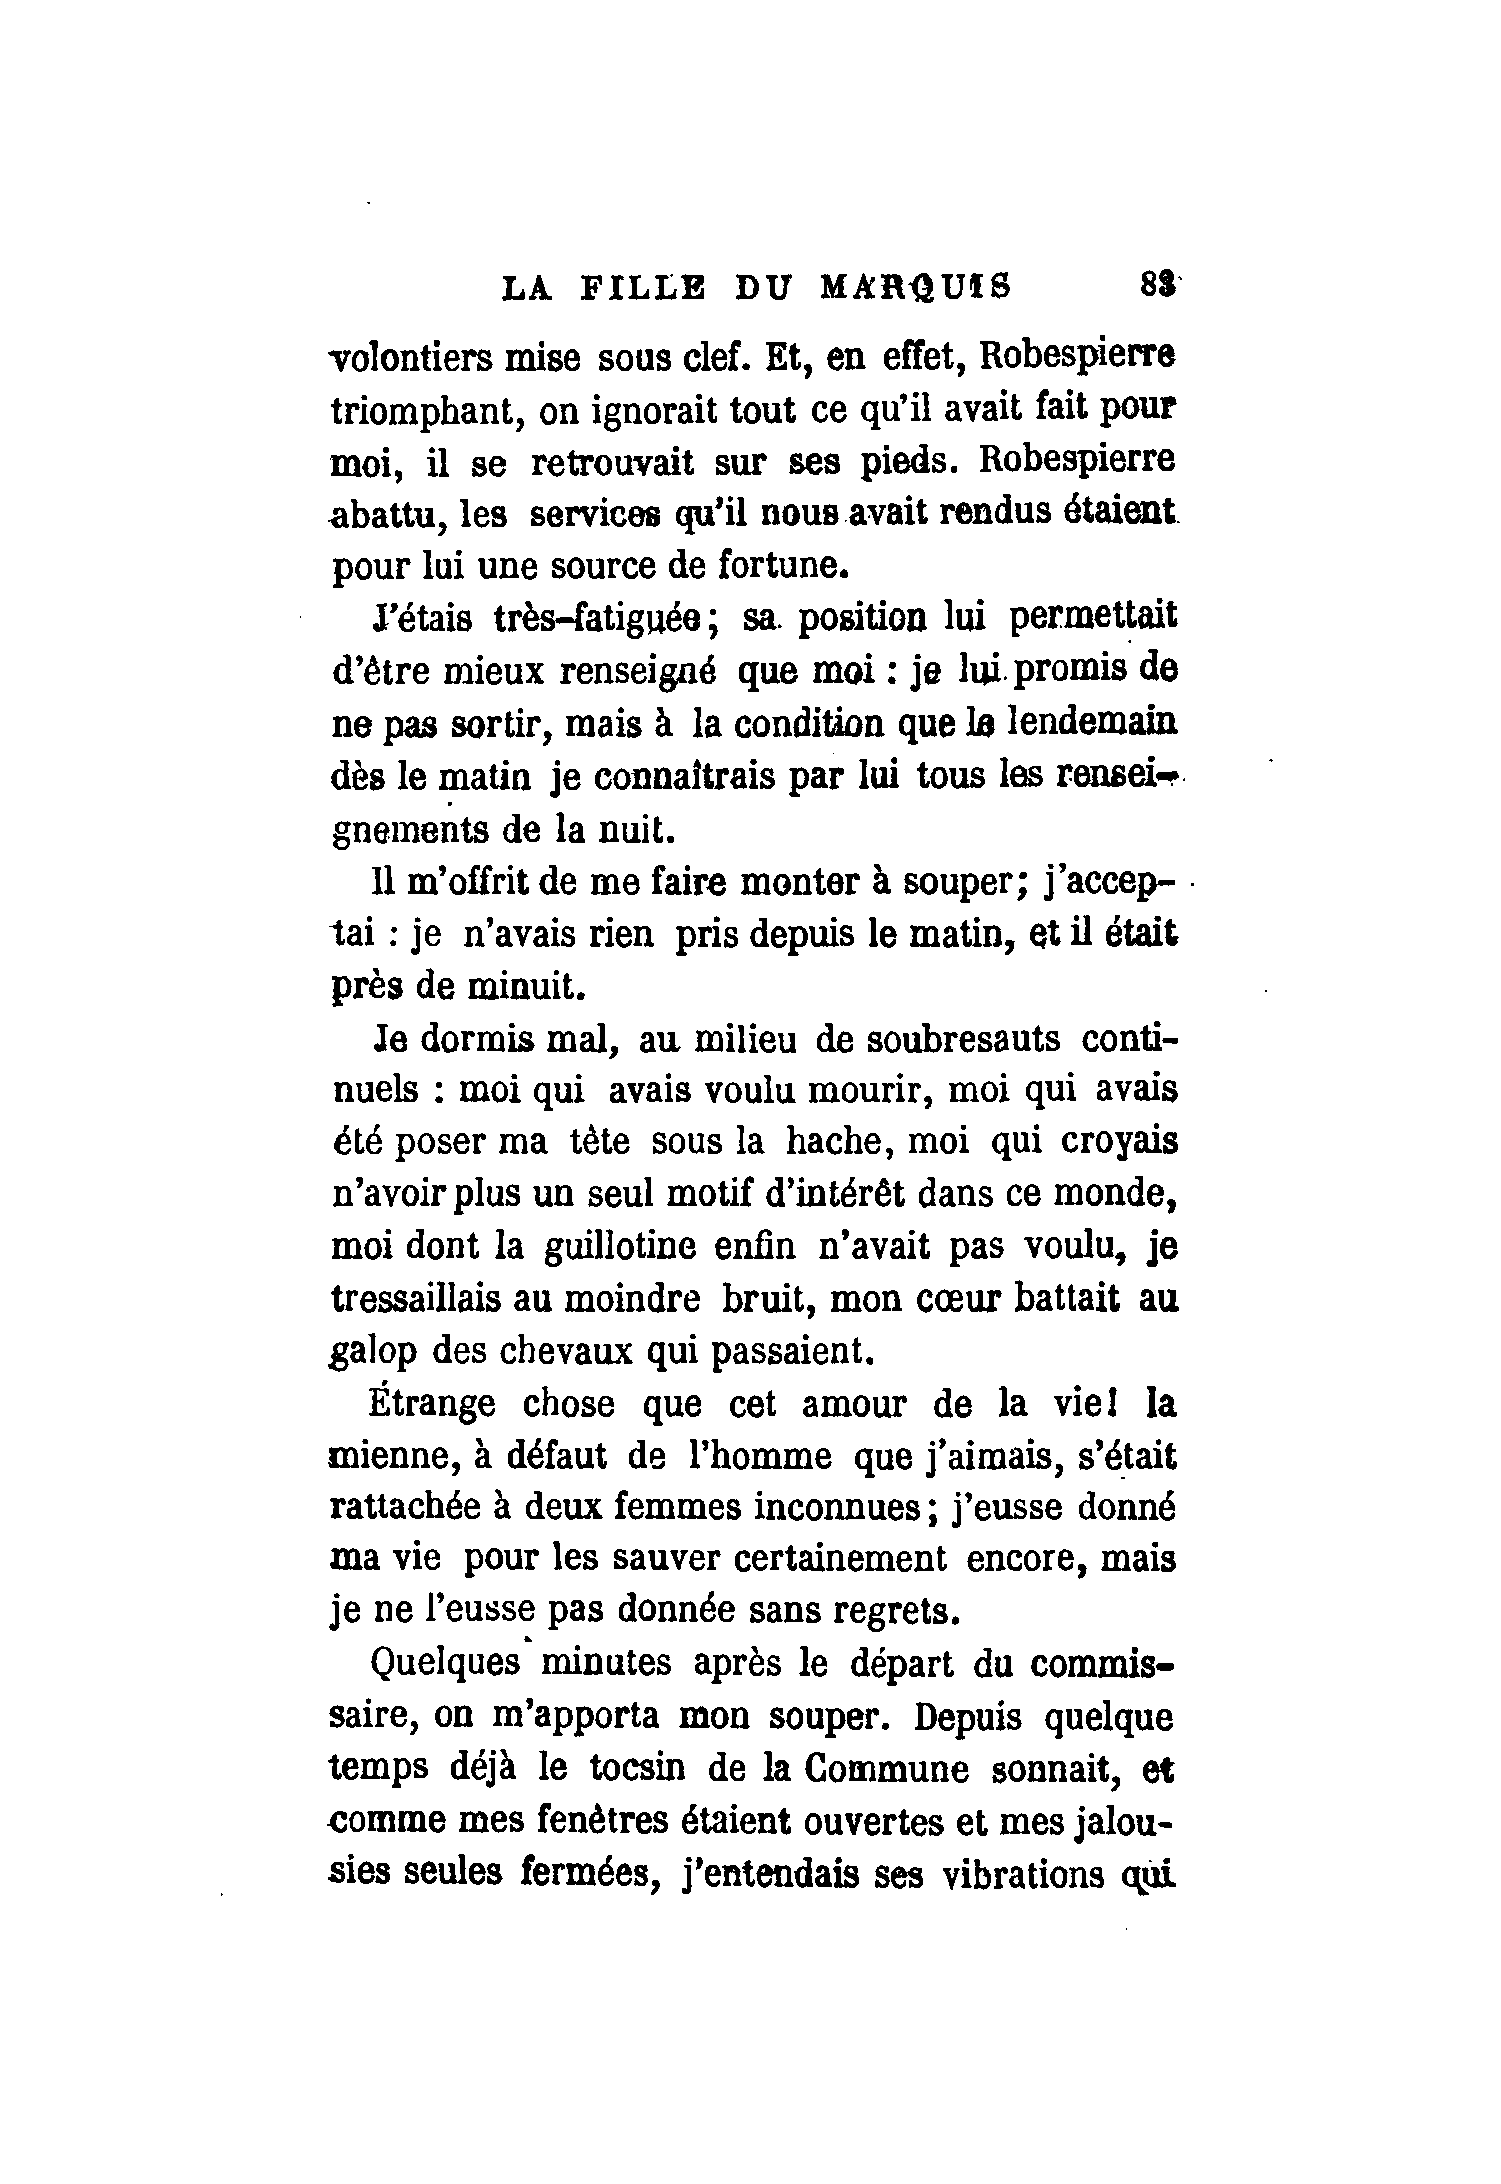 LA FILLE DU MARQUIS 83
volontiers mise sous clef. Et, en effet, Robespierre
triomphant, on ignorait tout ce qu'il avait fait pour
moi, il se retrouvait sur ses pieds. Robespierre
abattu, les services qu'il nous avait rendus étaient
pour lui une source de fortune.
J'étais très-fatiguée; sa position lui permettait
d'être mieux renseigné que moi : je lui promis de
ne pas sortir, mais à la condition que le lendemain
dès le matin je connaîtrais par lui tous les rensei-
gnements de la nuit.
Il m'offrit de me faire monter à souper; j'accep-
tai : je n'avais rien pris depuis le matin, et il était
près de minuit.
Je dormis mal, au milieu de soubresauts conti-
nuels : moi qui avais voulu mourir, moi qui avais
été poser ma tête sous la hache, moi qui croyais
n'avoir plus un seul motif d'intérêt dans ce monde,
moi dont la guillotine enfin n'avait pas voulu, je
tressaillais au moindre bruit, mon cœur battait au
galop des chevaux qui passaient.
Étrange chose que cet amour de la vie! la
mienne, à défaut de l'homme que j'aimais, s'était
rattachée à deux femmes inconnues; j'eusse donné
ma vie pour les sauver certainement encore, mais
je ne l'eusse pas donnée sans regrets.
Quelques minutes après le départ du commis-
saire, on m'apporta mon souper. Depuis quelque
temps déjà le tocsin de la Commune sonnait, et
comme mes fenêtres étaient ouvertes et mes jalou-
sies seules fermées, j'entendais ses vibrations qui